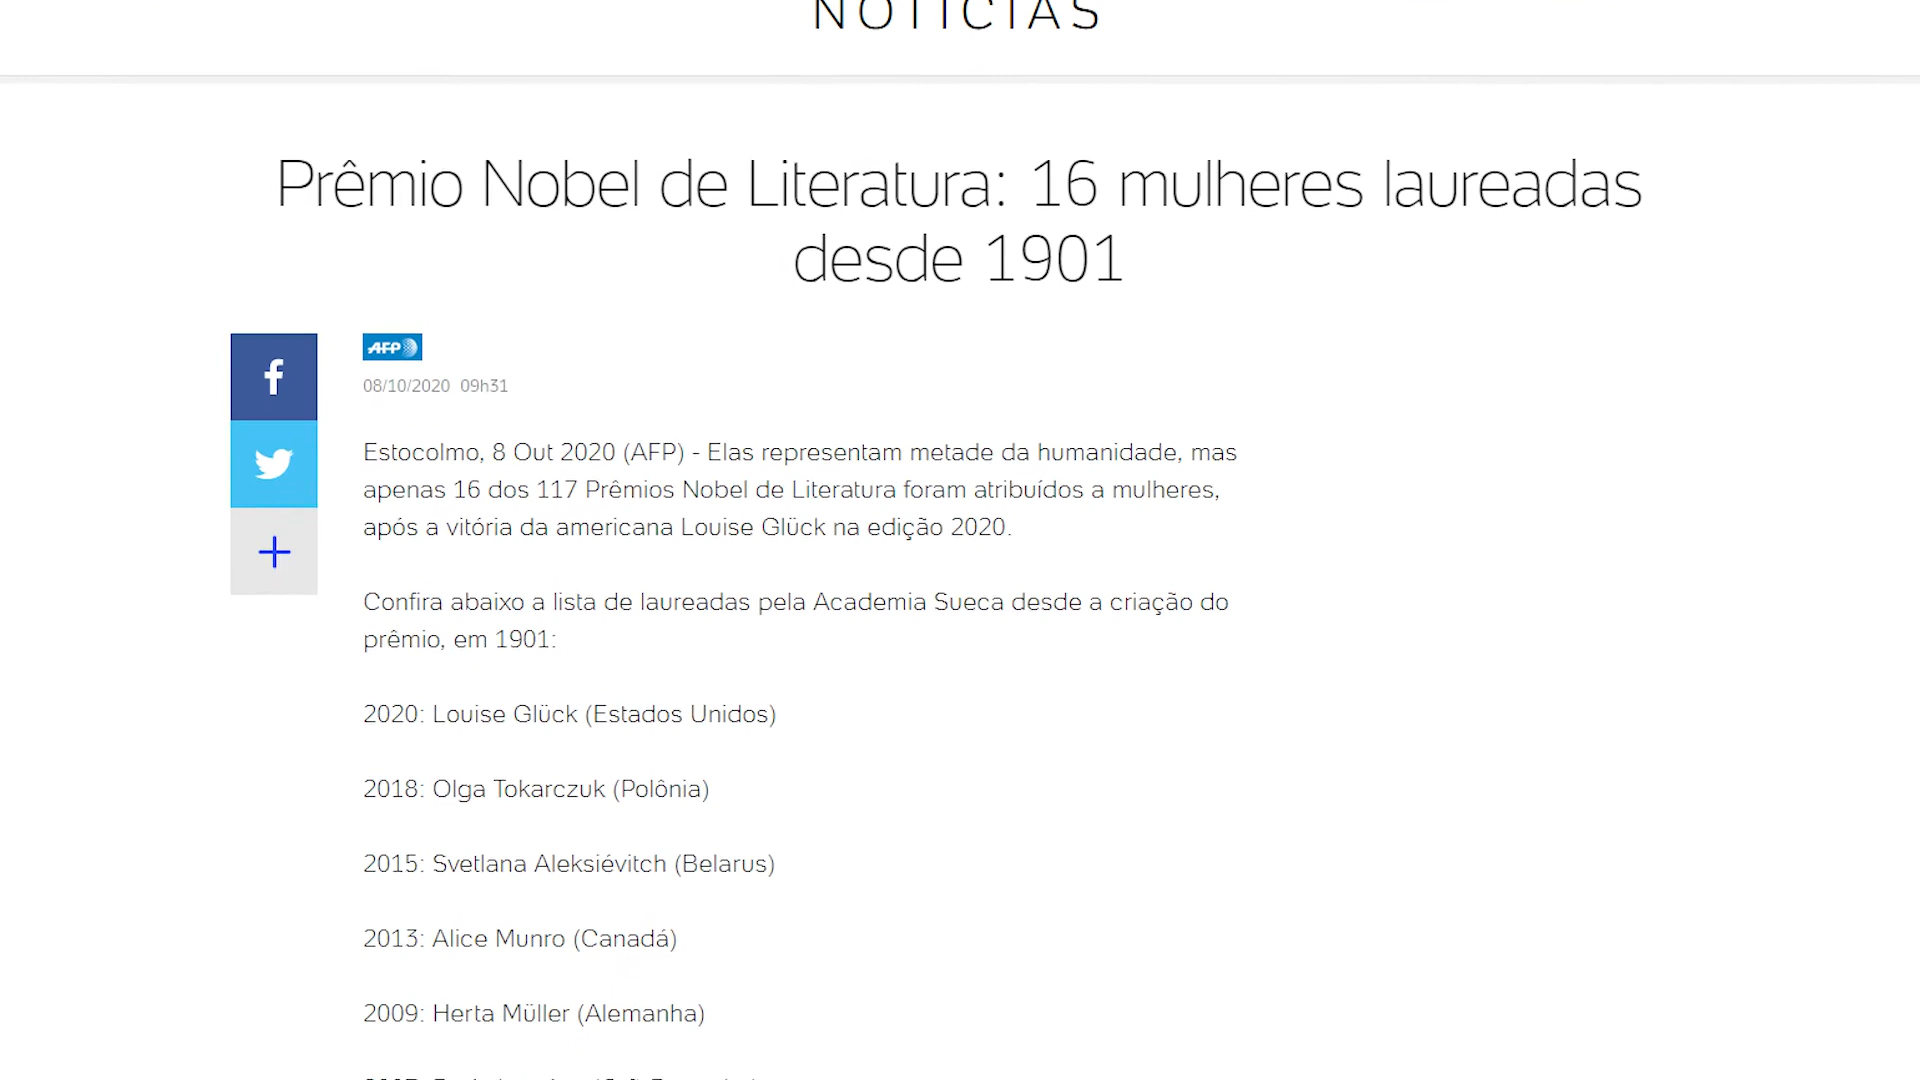 NOTÍCIAS
Prêmio Nobel de Literatura: 16 mulheres laureadas
desde 1901
AFP
08/10/2020 09h31
Estocolmo, 8 Out 2020 (AFP) - Elas representam metade da humanidade, mas
apenas 16 dos 117 Prêmios Nobel de Literatura foram atribuídos a mulheres,
após a vitória da americana Louise Glück na edição 2020.
Confira abaixo a lista de laureadas pela Academia Sueca desde a criação do
prêmio, em 1901:
2020: Louise Glück (Estados Unidos)
2018: Olga Tokarczuk (Polônia)
2015: Svetlana Aleksiévitch (Belarus)
2013: Alice Munro (Canadá)
2009: Herta Müller (Alemanha)